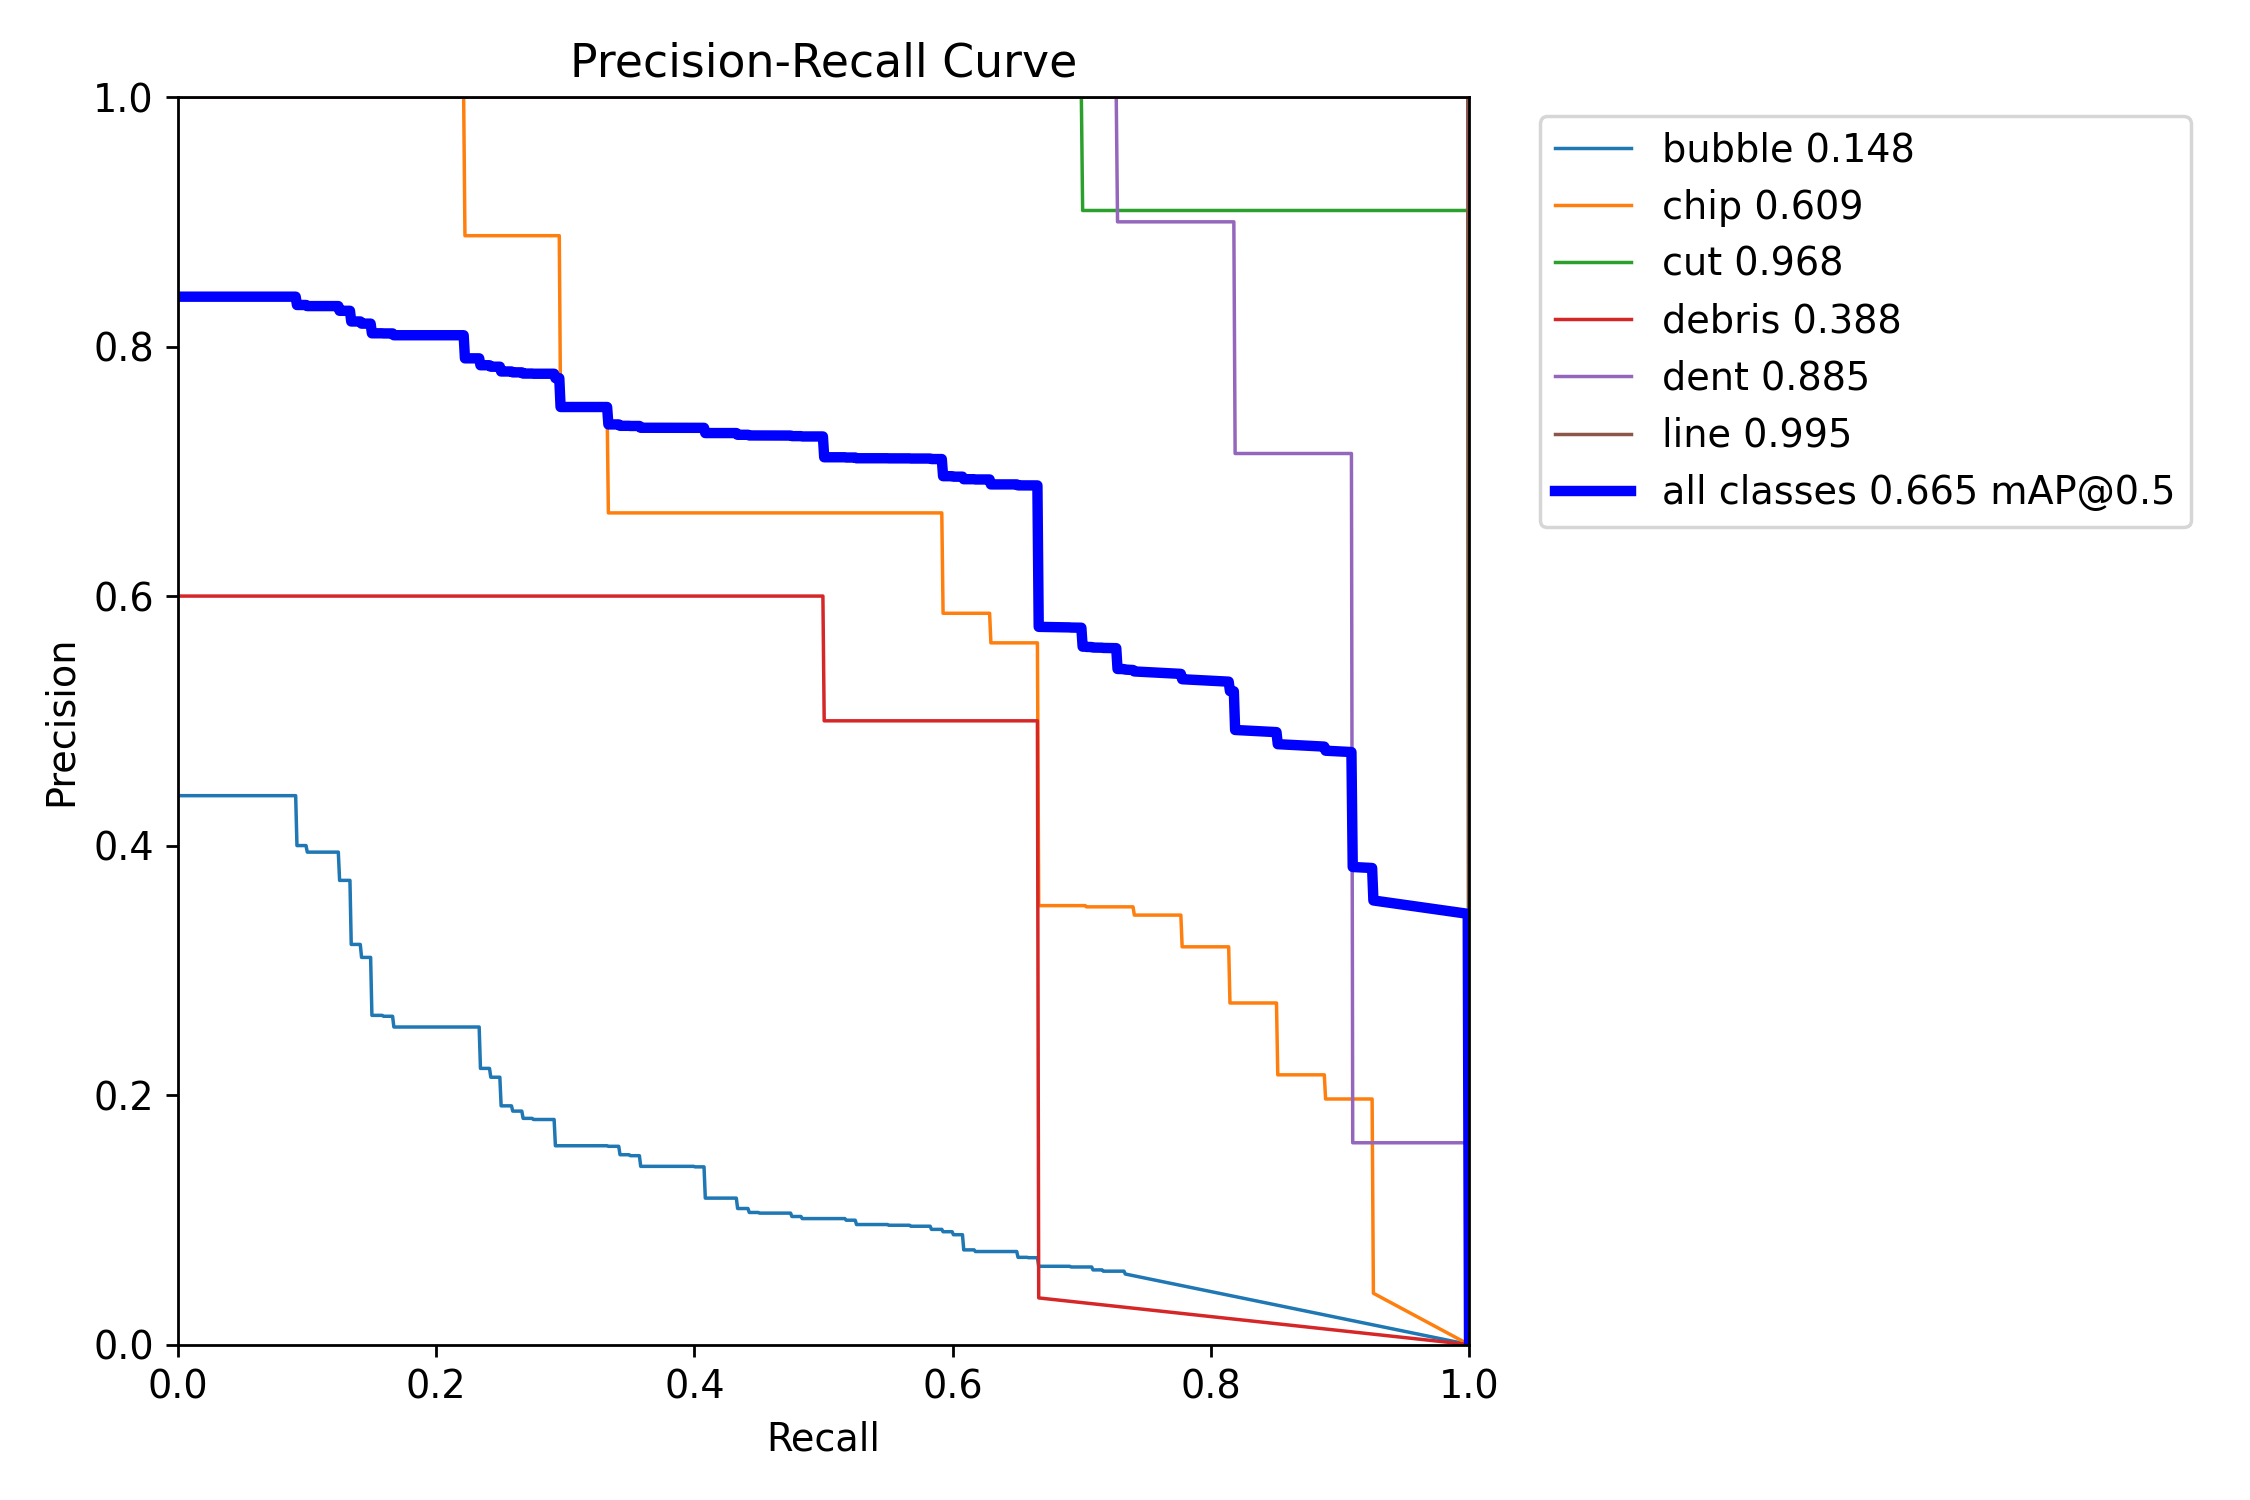 Precision-Recall Curve
1.0
0.8
0.6
0.4
0.2
0.0
Precision
0.0 0.2 0.4 0.6 0.8 1.0
Recall
bubble 0.148
chip 0.609
cut 0.968
debris 0.388
dent 0.885
line 0.995
all classes 0.665 mAP@0.5